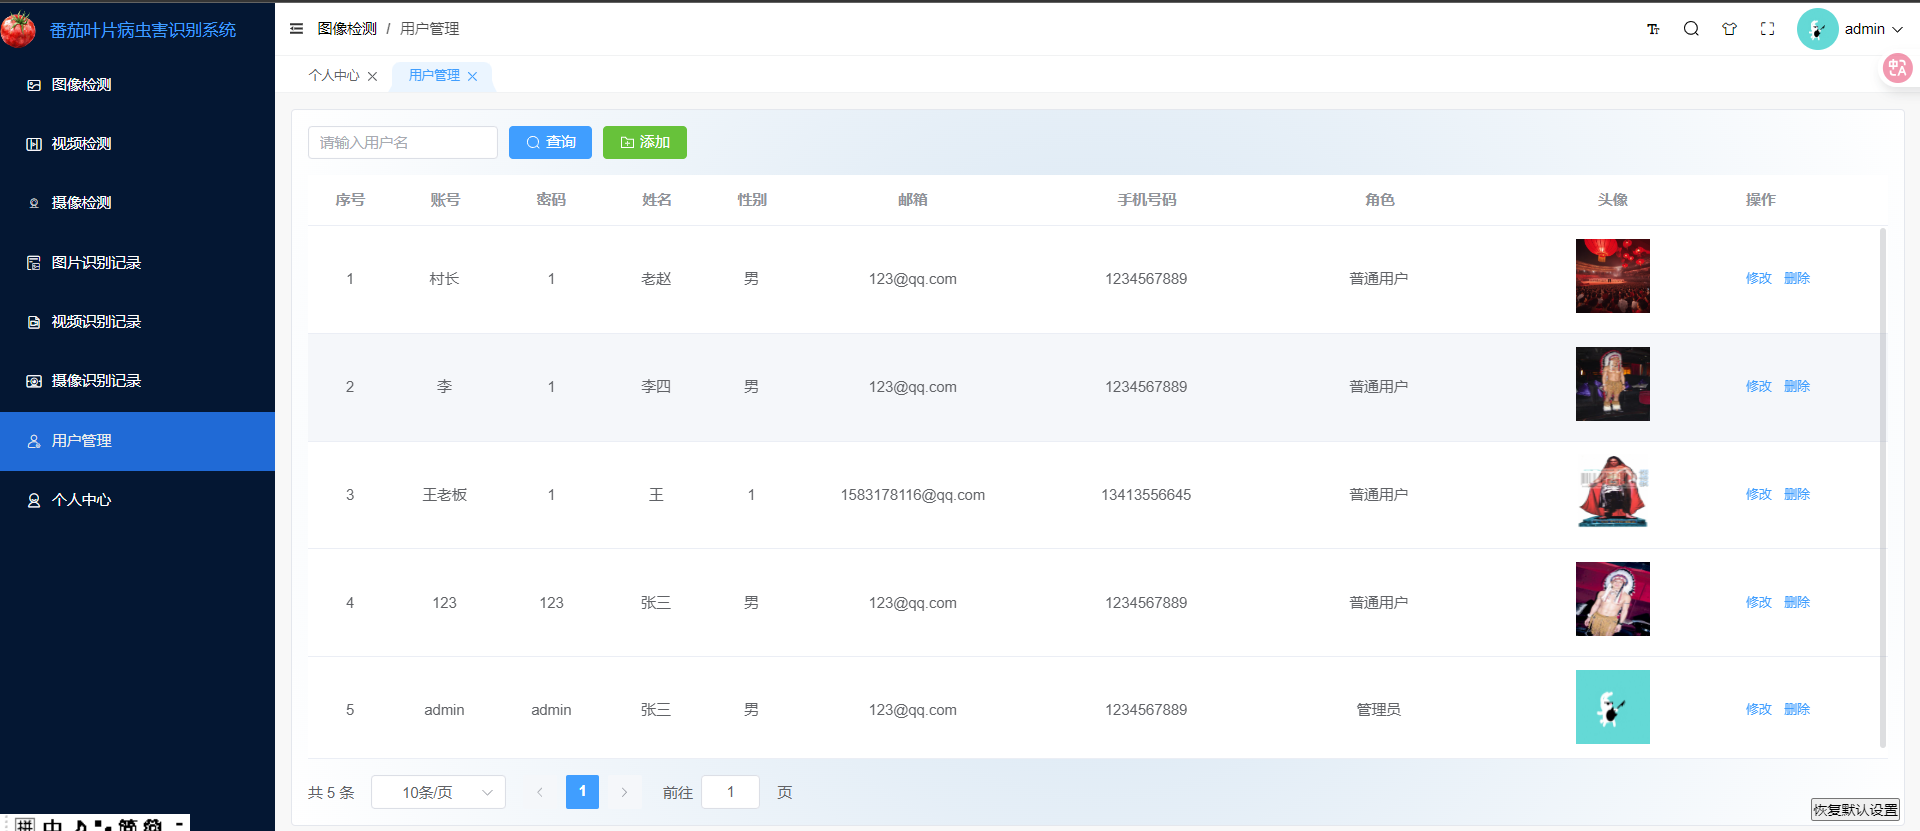 番茄叶片病虫害识别系统
图像检测 / 用户管理
admin
图像检测
视频检测
摄像检测
图片识别记录
视频识别记录
摄像识别记录
用户管理
个人中心
个人中心 用户管理
请输入用户名 查询 添加
序号 账号 密码 姓名 性别 邮箱 手机号码 角色 头像 操作
1 村长 1 老赵 男 123@qq.com 1234567889 普通用户 修改 删除
2 李 1 李四 男 123@qq.com 1234567889 普通用户 修改 删除
3 王老板 1 王 1 1583178116@qq.com 13413556645 普通用户 修改 删除
4 123 123 张三 男 123@qq.com 1234567889 普通用户 修改 删除
5 admin admin 张三 男 123@qq.com 1234567889 管理员 修改 删除
共 5 条 10条/页 1 前往 1 页
恢复默认设置